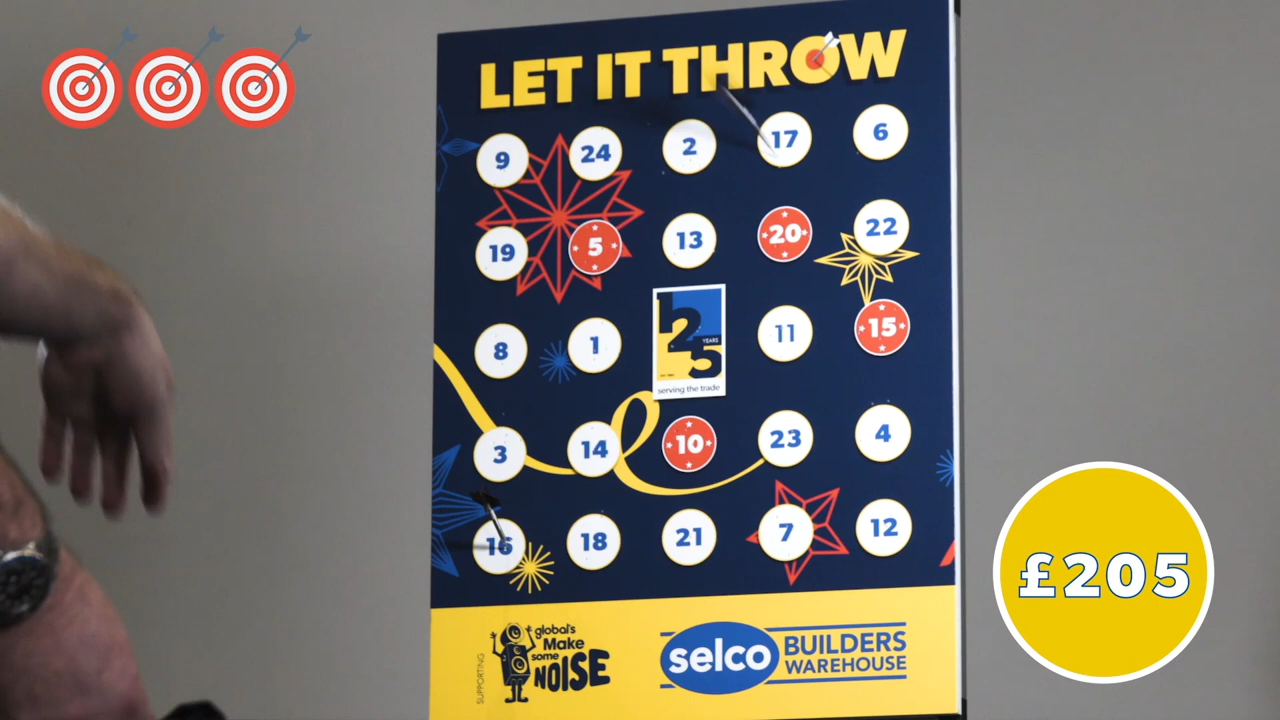 LET IT THROW
9 24 2 17 6
19 5 13 20 22
125
YEARS
serving the trade
8 1 11 15
3 14 10 23 4
16 18 21 7 12
£205
SUPPORTING
global's
Make
some
NOISE
selco
BUILDERS
WAREHOUSE